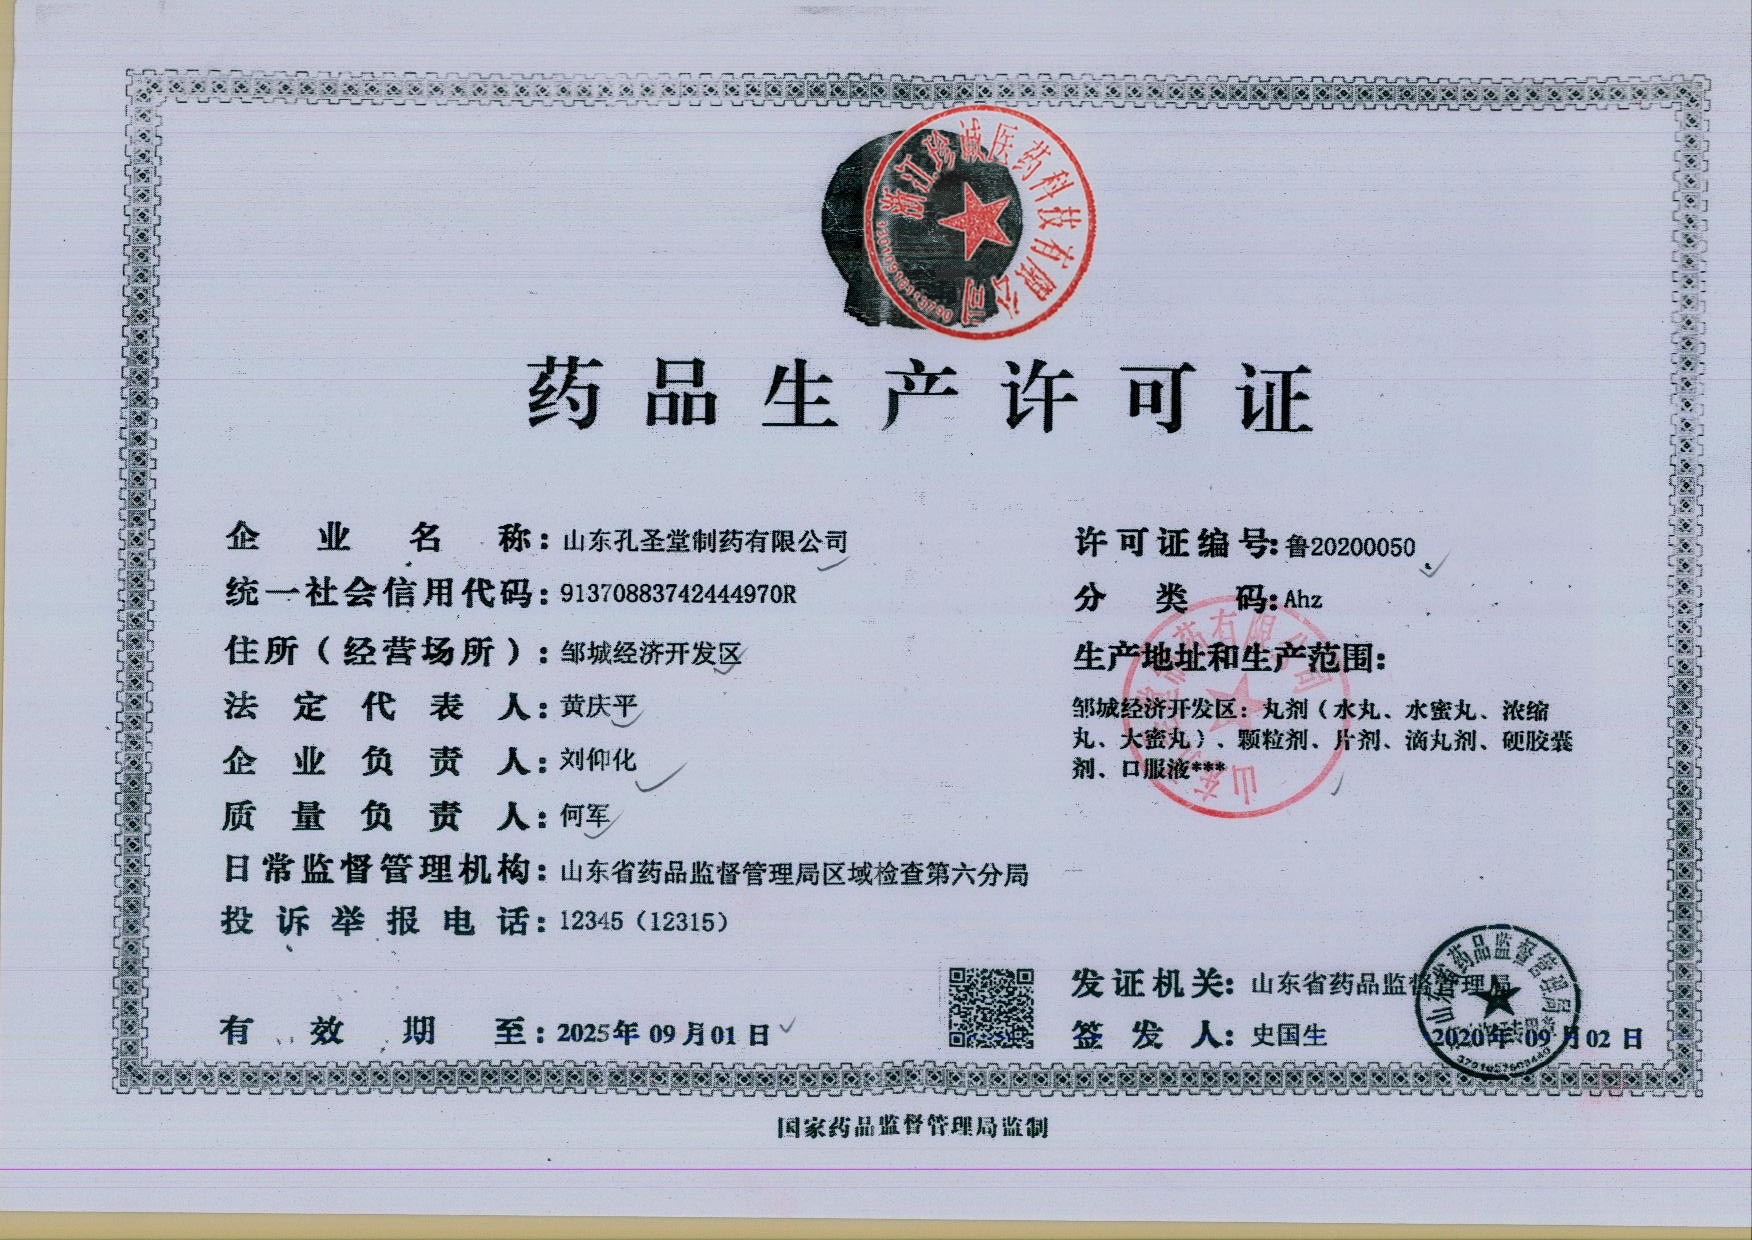 浙江珍诚医药科技有限公司
药品生产许可证
企业名称：山东孔圣堂制药有限公司
统一社会信用代码：91370883742444970R
住所（经营场所）：邹城经济开发区
法定代表人：黄庆平
企业负责人：刘仰化
质量负责人：何军
日常监督管理机构：山东省药品监督管理局区域检查第六分局
投诉举报电话：12345（12315）
有效期至：2025年09月01日
许可证编号：鲁20200050
分类码：Ahz
生产地址和生产范围：
邹城经济开发区：丸剂（水丸、水蜜丸、浓缩
丸、大蜜丸）、颗粒剂、片剂、滴丸剂、硬胶囊
剂、口服液***
发证机关：山东省药品监督管理局
签发人：史国生
2020年09月02日
山东省药品监督管理局
国家药品监督管理局监制